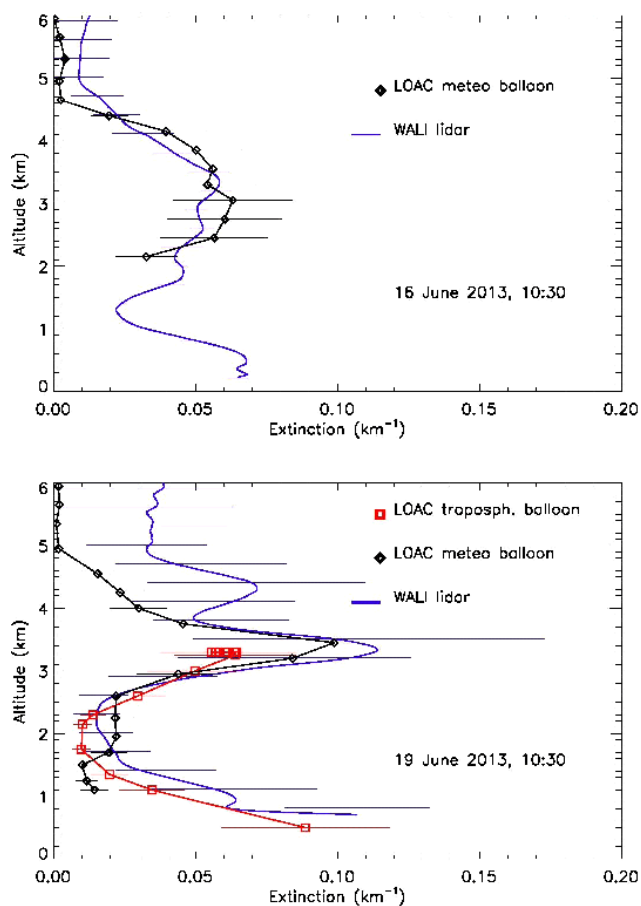 6
5
4
3
2
1
0
Altitude (km)
LOAC meteo balloon
WALI lidar
16 June 2013, 10:30
0.00 0.05 0.10 0.15 0.20
Extinction (km⁻¹)
6
5
4
3
2
1
0
Altitude (km)
LOAC troposph. balloon
LOAC meteo balloon
WALI lidar
19 June 2013, 10:30
0.00 0.05 0.10 0.15 0.20
Extinction (km⁻¹)